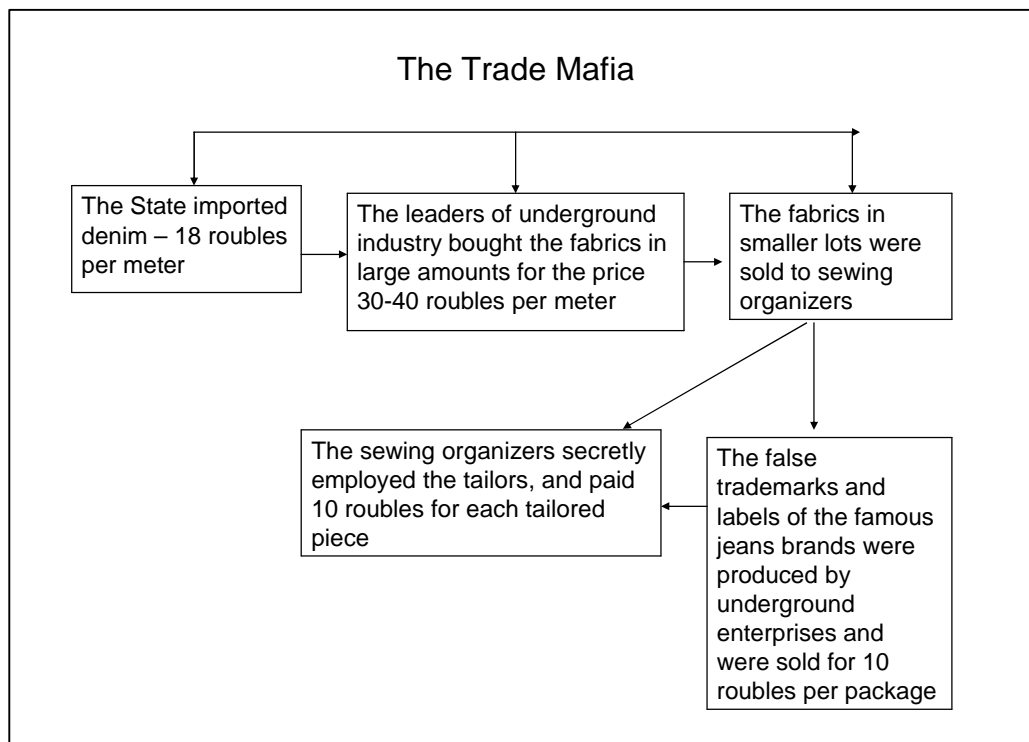 The Trade Mafia
The State imported
denim – 18 roubles
per meter
The leaders of underground
industry bought the fabrics in
large amounts for the price
30-40 roubles per meter
The fabrics in
smaller lots were
sold to sewing
organizers
The sewing organizers secretly
employed the tailors, and paid
10 roubles for each tailored
piece
The false
trademarks and
labels of the famous
jeans brands were
produced by
underground
enterprises and
were sold for 10
roubles per package